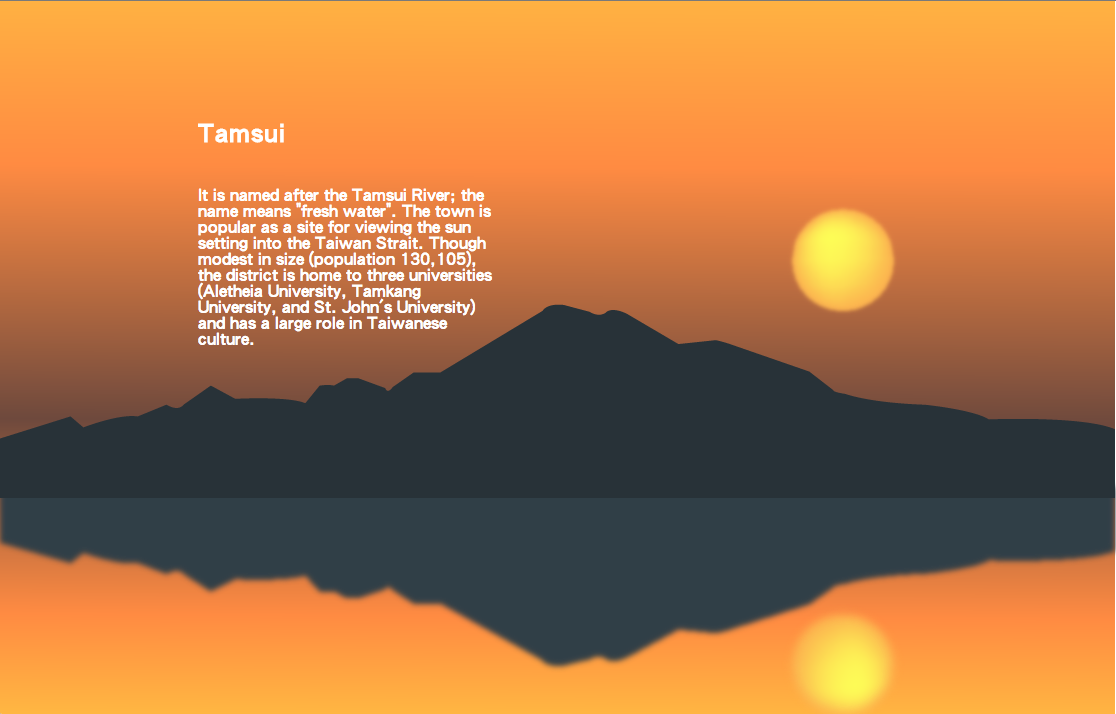 Tamsui
It is named after the Tamsui River; the
name means "fresh water". The town is
popular as a site for viewing the sun
setting into the Taiwan Strait. Though
modest in size (population 130,105),
the district is home to three universities
(Aletheia University, Tamkang
University, and St. John´s University)
and has a large role in Taiwanese
culture.